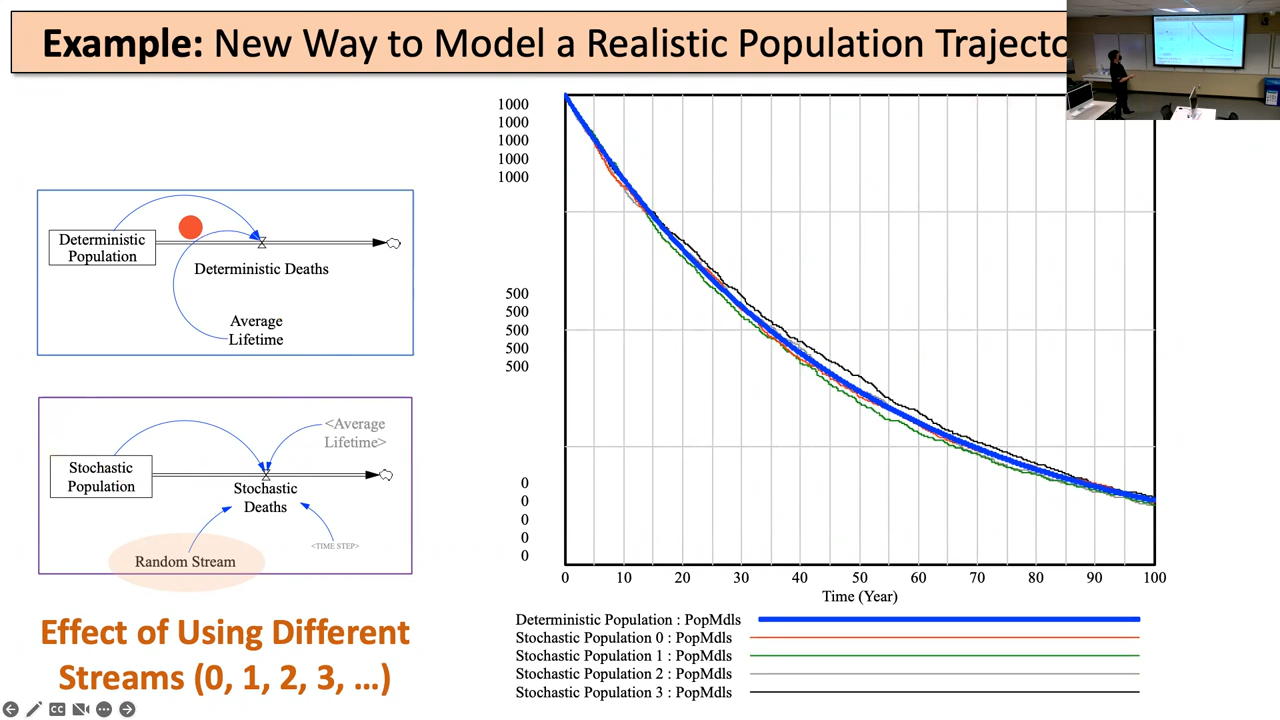 Example: New Way to Model a Realistic Population Trajecto
Deterministic
Population
Deterministic Deaths
Average
Lifetime
Stochastic
Population
<Average
Lifetime>
Stochastic
Deaths
Random Stream
<TIME STEP>
Effect of Using Different
Streams (0, 1, 2, 3, …)
1000
1000
1000
1000
1000
500
500
500
500
500
0
0
0
0
0
0 10 20 30 40 50 60 70 80 90 100
Time (Year)
Deterministic Population : PopMdls
Stochastic Population 0 : PopMdls
Stochastic Population 1 : PopMdls
Stochastic Population 2 : PopMdls
Stochastic Population 3 : PopMdls
CC